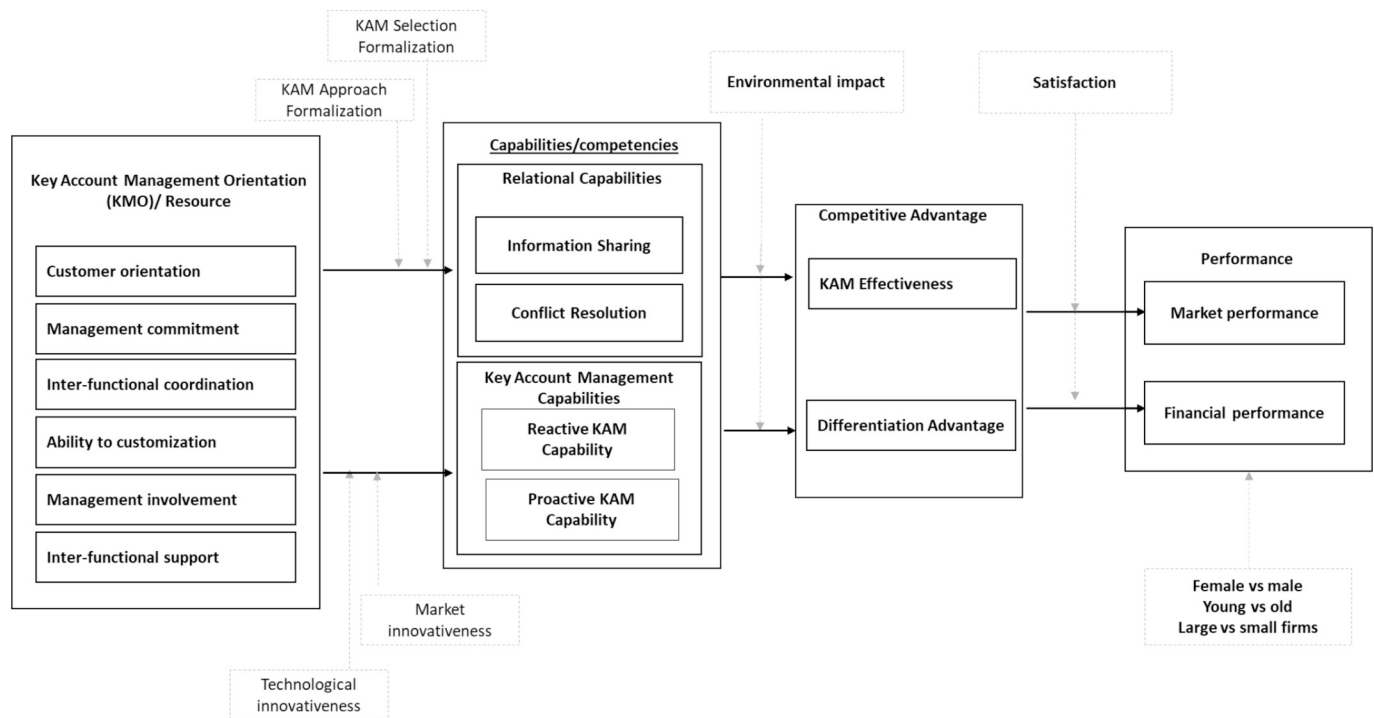 KAM Selection
Formalization
KAM Approach
Formalization
Environmental impact
Satisfaction
Key Account Management Orientation
(KMO)/ Resource
Customer orientation
Management commitment
Inter-functional coordination
Ability to customization
Management involvement
Inter-functional support
Capabilities/competencies
Relational Capabilities
Information Sharing
Conflict Resolution
Key Account Management
Capabilities
Reactive KAM
Capability
Proactive KAM
Capability
Competitive Advantage
KAM Effectiveness
Differentiation Advantage
Performance
Market performance
Financial performance
Market
innovativeness
Technological
innovativeness
Female vs male
Young vs old
Large vs small firms